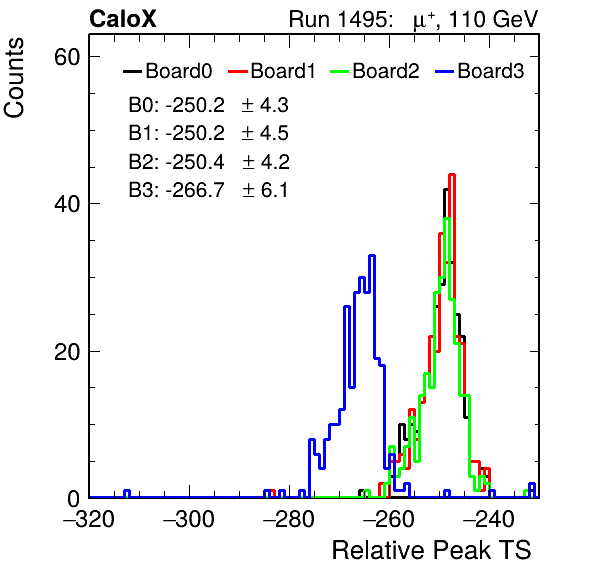 CaloX Run 1495: μ⁺, 110 GeV
Counts
60
Board0 Board1 Board2 Board3
B0: -250.2 ± 4.3
B1: -250.2 ± 4.5
B2: -250.4 ± 4.2
B3: -266.7 ± 6.1
40
20
0
−320 −300 −280 −260 −240
Relative Peak TS